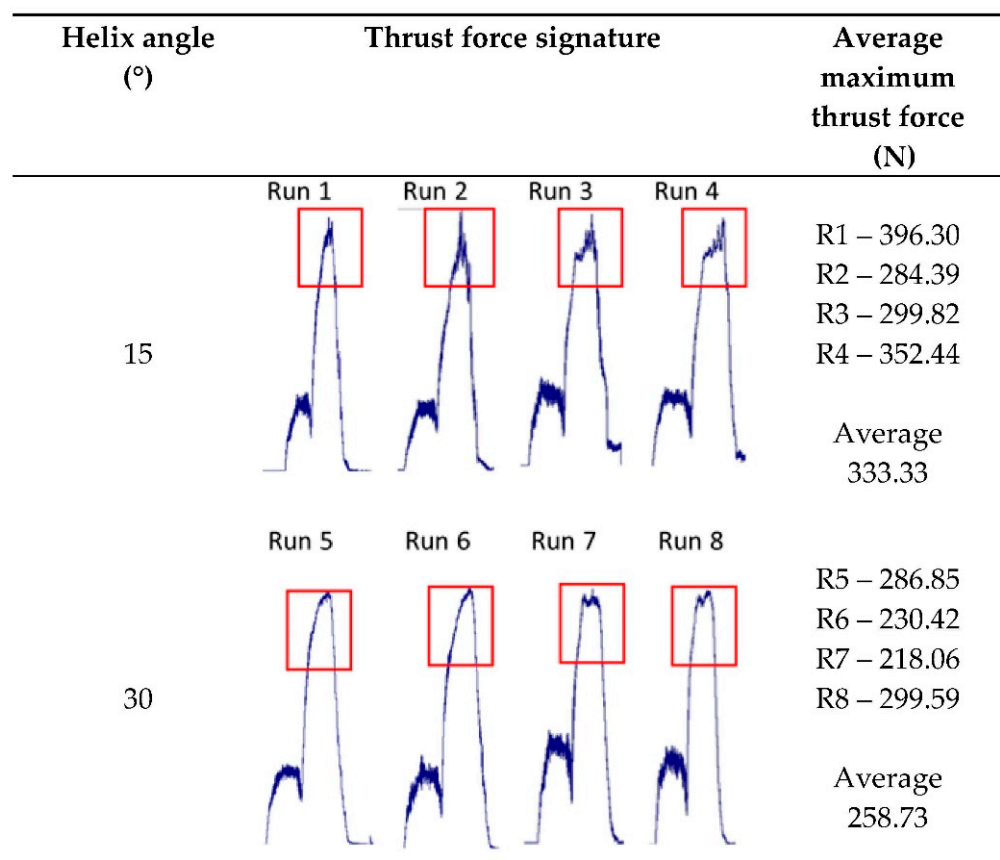 Helix angle
(°)
Thrust force signature
Average
maximum
thrust force
(N)
Run 1 Run 2 Run 3 Run 4
15
R1 – 396.30
R2 – 284.39
R3 – 299.82
R4 – 352.44
Average
333.33
Run 5 Run 6 Run 7 Run 8
30
R5 – 286.85
R6 – 230.42
R7 – 218.06
R8 – 299.59
Average
258.73